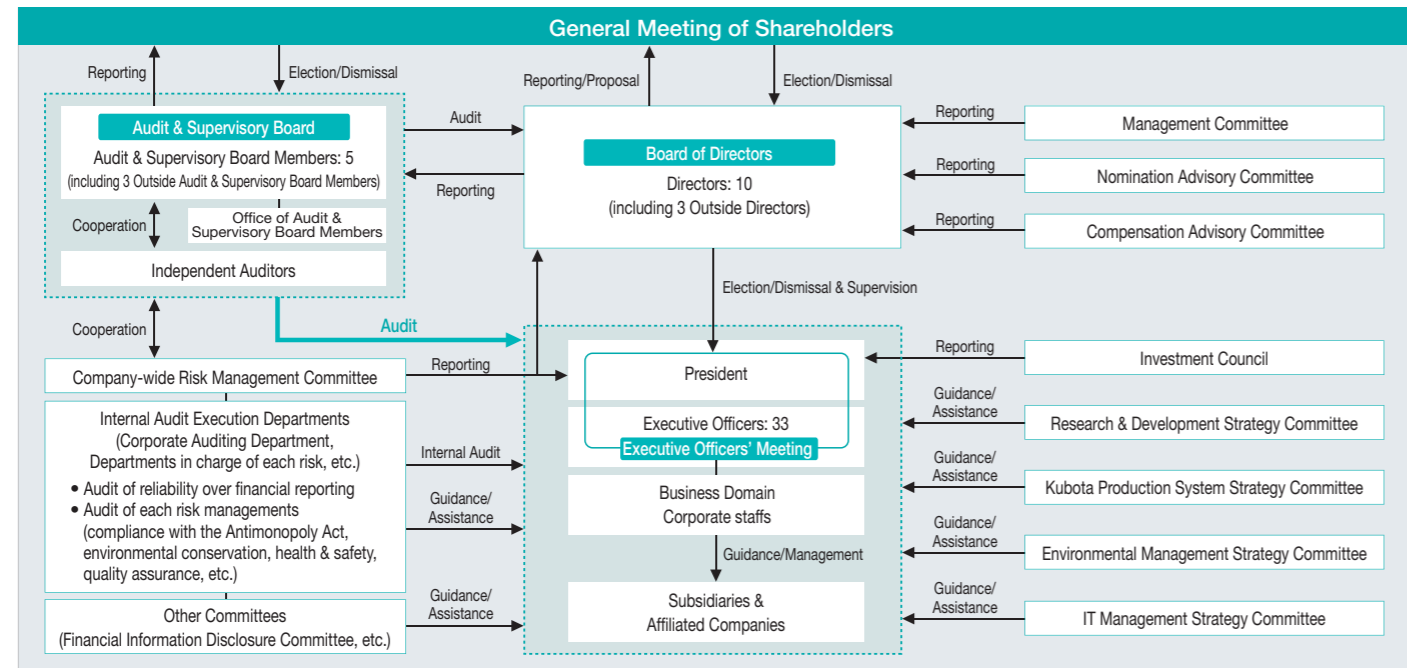 General Meeting of Shareholders
Reporting
Election/Dismissal
Reporting/Proposal
Election/Dismissal
Audit & Supervisory Board
Audit & Supervisory Board Members: 5
(including 3 Outside Audit & Supervisory Board Members)
Cooperation
Office of Audit &
Supervisory Board Members
Independent Auditors
Audit
Reporting
Board of Directors
Directors: 10
(including 3 Outside Directors)
Reporting
Management Committee
Reporting
Nomination Advisory Committee
Reporting
Compensation Advisory Committee
Election/Dismissal & Supervision
Cooperation
Audit
Company-wide Risk Management Committee
Reporting
Internal Audit Execution Departments
(Corporate Auditing Department,
Departments in charge of each risk, etc.)
• Audit of reliability over financial reporting
• Audit of each risk managements
(compliance with the Antimonopoly Act,
environmental conservation, health & safety,
quality assurance, etc.)
Internal Audit
Guidance/
Assistance
Other Committees
(Financial Information Disclosure Committee, etc.)
Guidance/
Assistance
President
Executive Officers: 33
Executive Officers' Meeting
Business Domain
Corporate staffs
Guidance/Management
Subsidiaries &
Affiliated Companies
Reporting
Investment Council
Guidance/
Assistance
Research & Development Strategy Committee
Guidance/
Assistance
Kubota Production System Strategy Committee
Guidance/
Assistance
Environmental Management Strategy Committee
Guidance/
Assistance
IT Management Strategy Committee